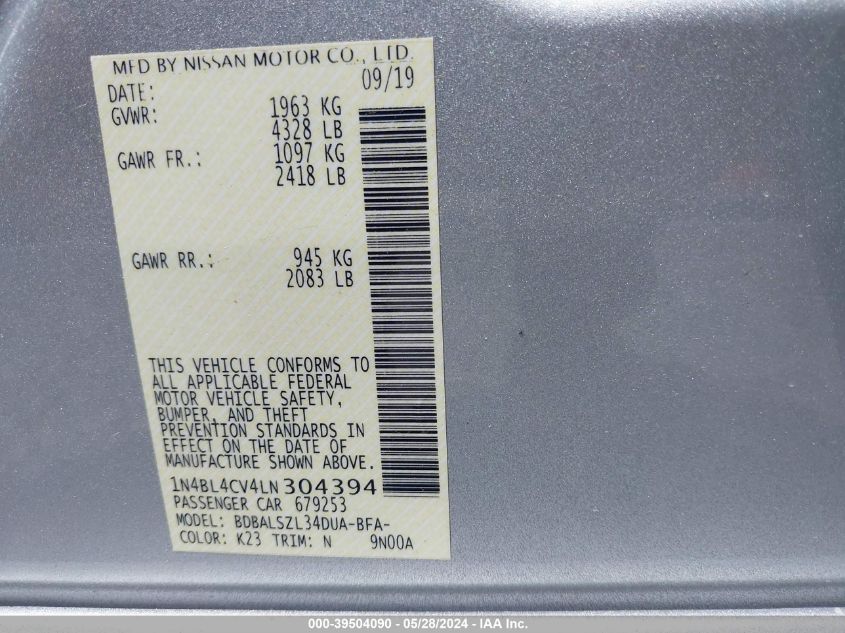 MFD BY NISSAN MOTOR CO., LTD.
DATE: 09/19
GVWR: 1963 KG
4328 LB
GAWR FR.: 1097 KG
2418 LB
GAWR RR.: 945 KG
2083 LB
THIS VEHICLE CONFORMS TO
ALL APPLICABLE FEDERAL
MOTOR VEHICLE SAFETY,
BUMPER, AND THEFT
PREVENTION STANDARDS IN
EFFECT ON THE DATE OF
MANUFACTURE SHOWN ABOVE.
1N4BL4CV4LN304394
PASSENGER CAR 679253
MODEL: BDBALSZL34DUA-BFA-
COLOR: K23 TRIM: N 9N00A
000-39504090 - 05/28/2024 - IAA Inc.